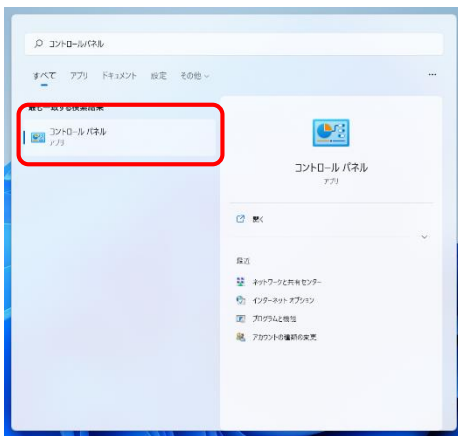 コントロールパネル
すべて アプリ ドキュメント 設定 その他
最も一致する検索結果
コントロール パネル
アプリ
コントロール パネル
アプリ
開く
最近
ネットワークと共有センター
インターネット オプション
プログラムと機能
アカウントの種類の変更